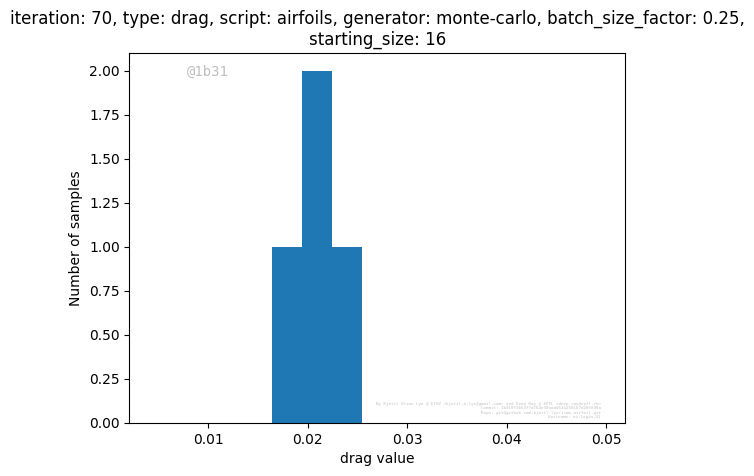 iteration: 70, type: drag, script: airfoils, generator: monte-carlo, batch_size_factor: 0.25,
starting_size: 16
@1b31
2.00
1.75
1.50
1.25
1.00
0.75
0.50
0.25
0.00
Number of samples
0.01
0.02
0.03
0.04
0.05
drag value